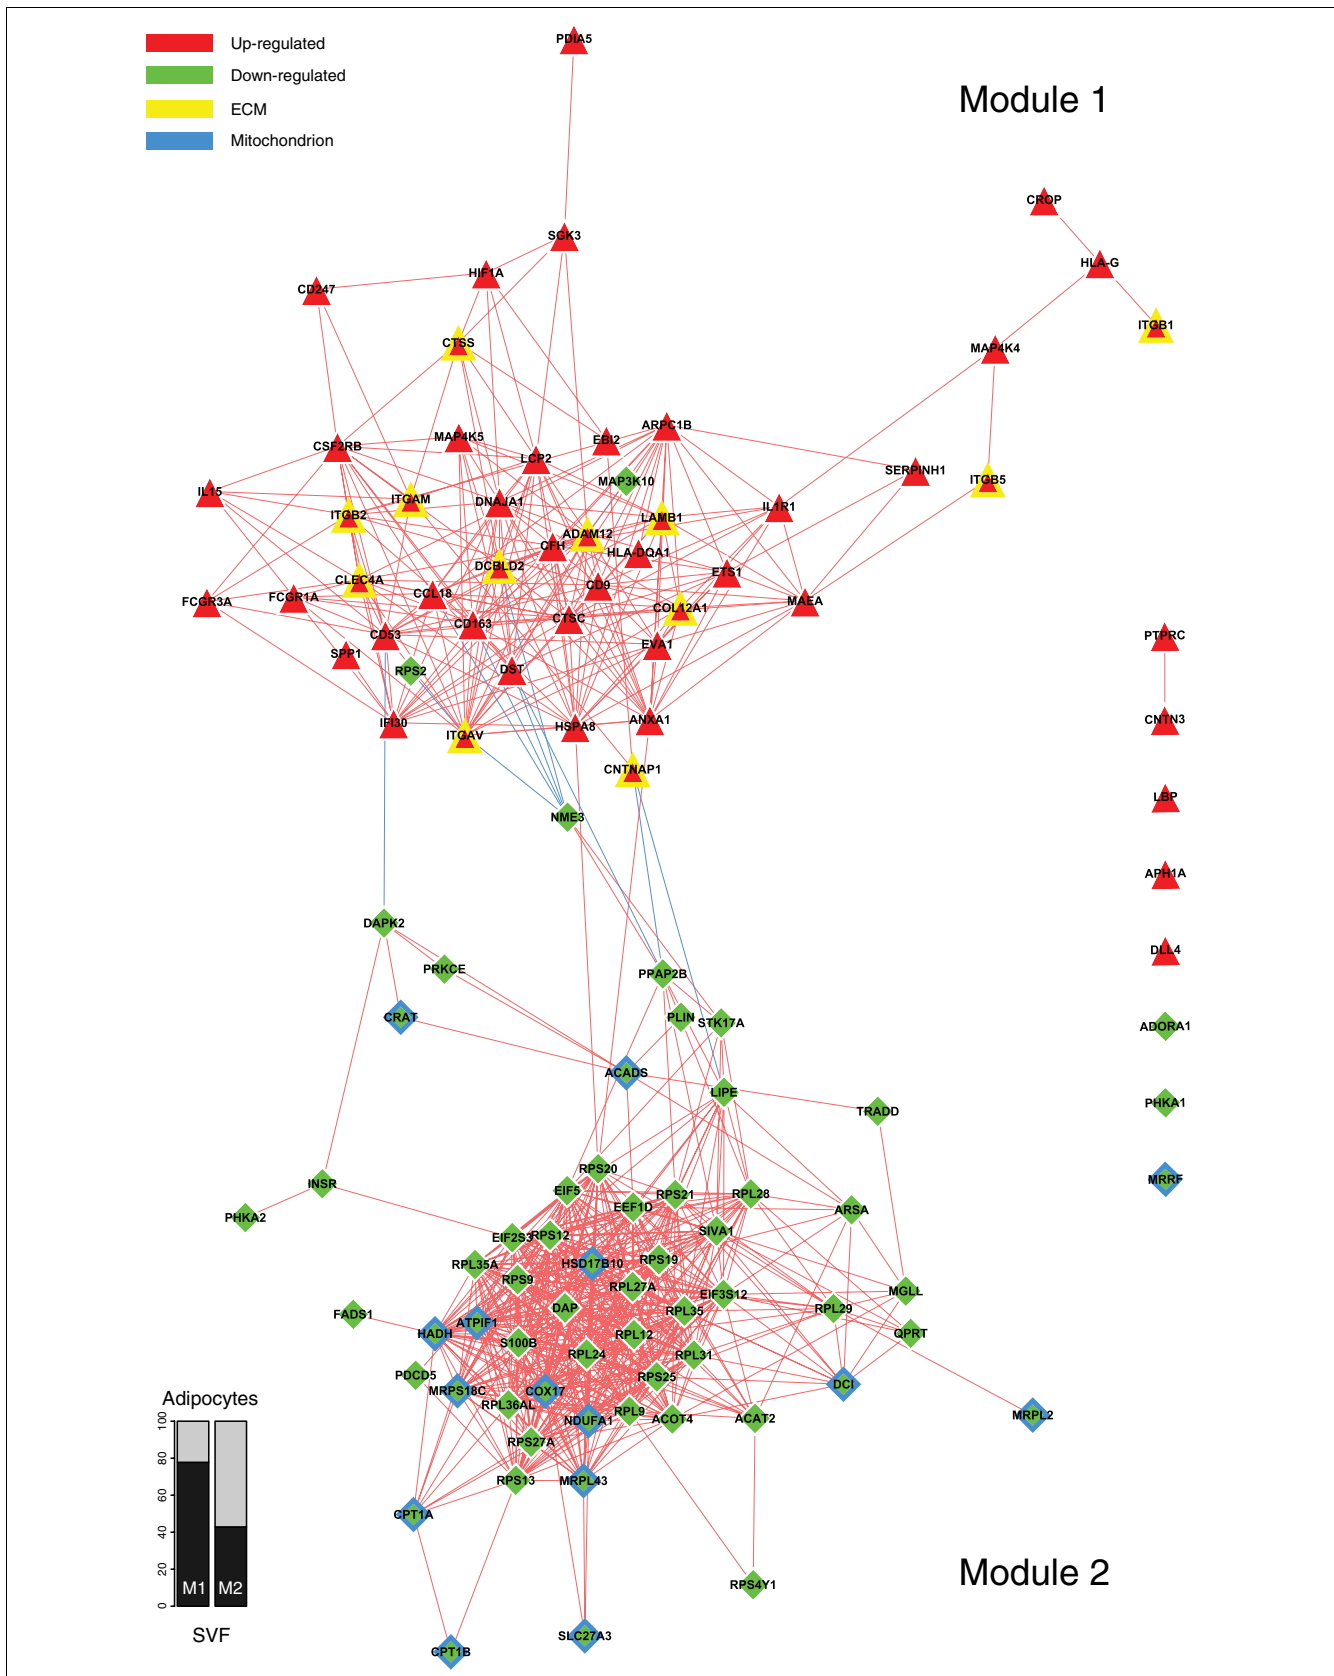 Up-regulated
Down-regulated
ECM
Mitochondrion
Module 1
PDIA5
CROP
SGK3
HLA-G
HIF1A
CD247
ITGB1
CTSS
MAP4K4
ARPC1B
MAP4K5
EBI2
CSF2RB
LCP2
SERPINH1
MAP3K10
ITGB5
IL15
ITGAM
DNAJA1
IL1R1
ITGB2
LAMB1
ADAM12
CFH
HLA-DQA1
DCBLD2
ETS1
CLEC4A
CD9
CCL18
FCGR3A
FCGR1A
COL12A1
MAEA
CTSC
CD163
CD53
PTPRC
EVA1
SPP1
RPS2
DST
IFI30
ITGAV
HSPA8
ANXA1
CNTN3
CNTNAP1
LBP
NME3
APH1A
DAPK2
DLL4
PRKCE
PPAP2B
CRAT
PLIN
STK17A
ADORA1
ACADS
LIPE
TRADD
PHKA1
RPS20
INSR
EIF5
RPS21
RPL28
MRRF
EEF1D
ARSA
PHKA2
EIF2S3
RPS12
SIVA1
RPL35A
HSD17B10
RPS19
RPS9
RPL27A
EIF3S12
MGLL
FADS1
DAP
RPL35
RPL29
ATPIF1
HADH
S100B
RPL12
QPRT
RPL24
RPL31
PDCD5
RPS25
MRPS18C
COX17
DCI
RPL36AL
NDUFA1
RPL9
ACOT4
ACAT2
MRPL2
RPS27A
RPS13
MRPL43
CPT1A
RPS4Y1
SLC27A3
CPT1B
Module 2
Adipocytes
100
80
60
40
20
0
M1
M2
SVF